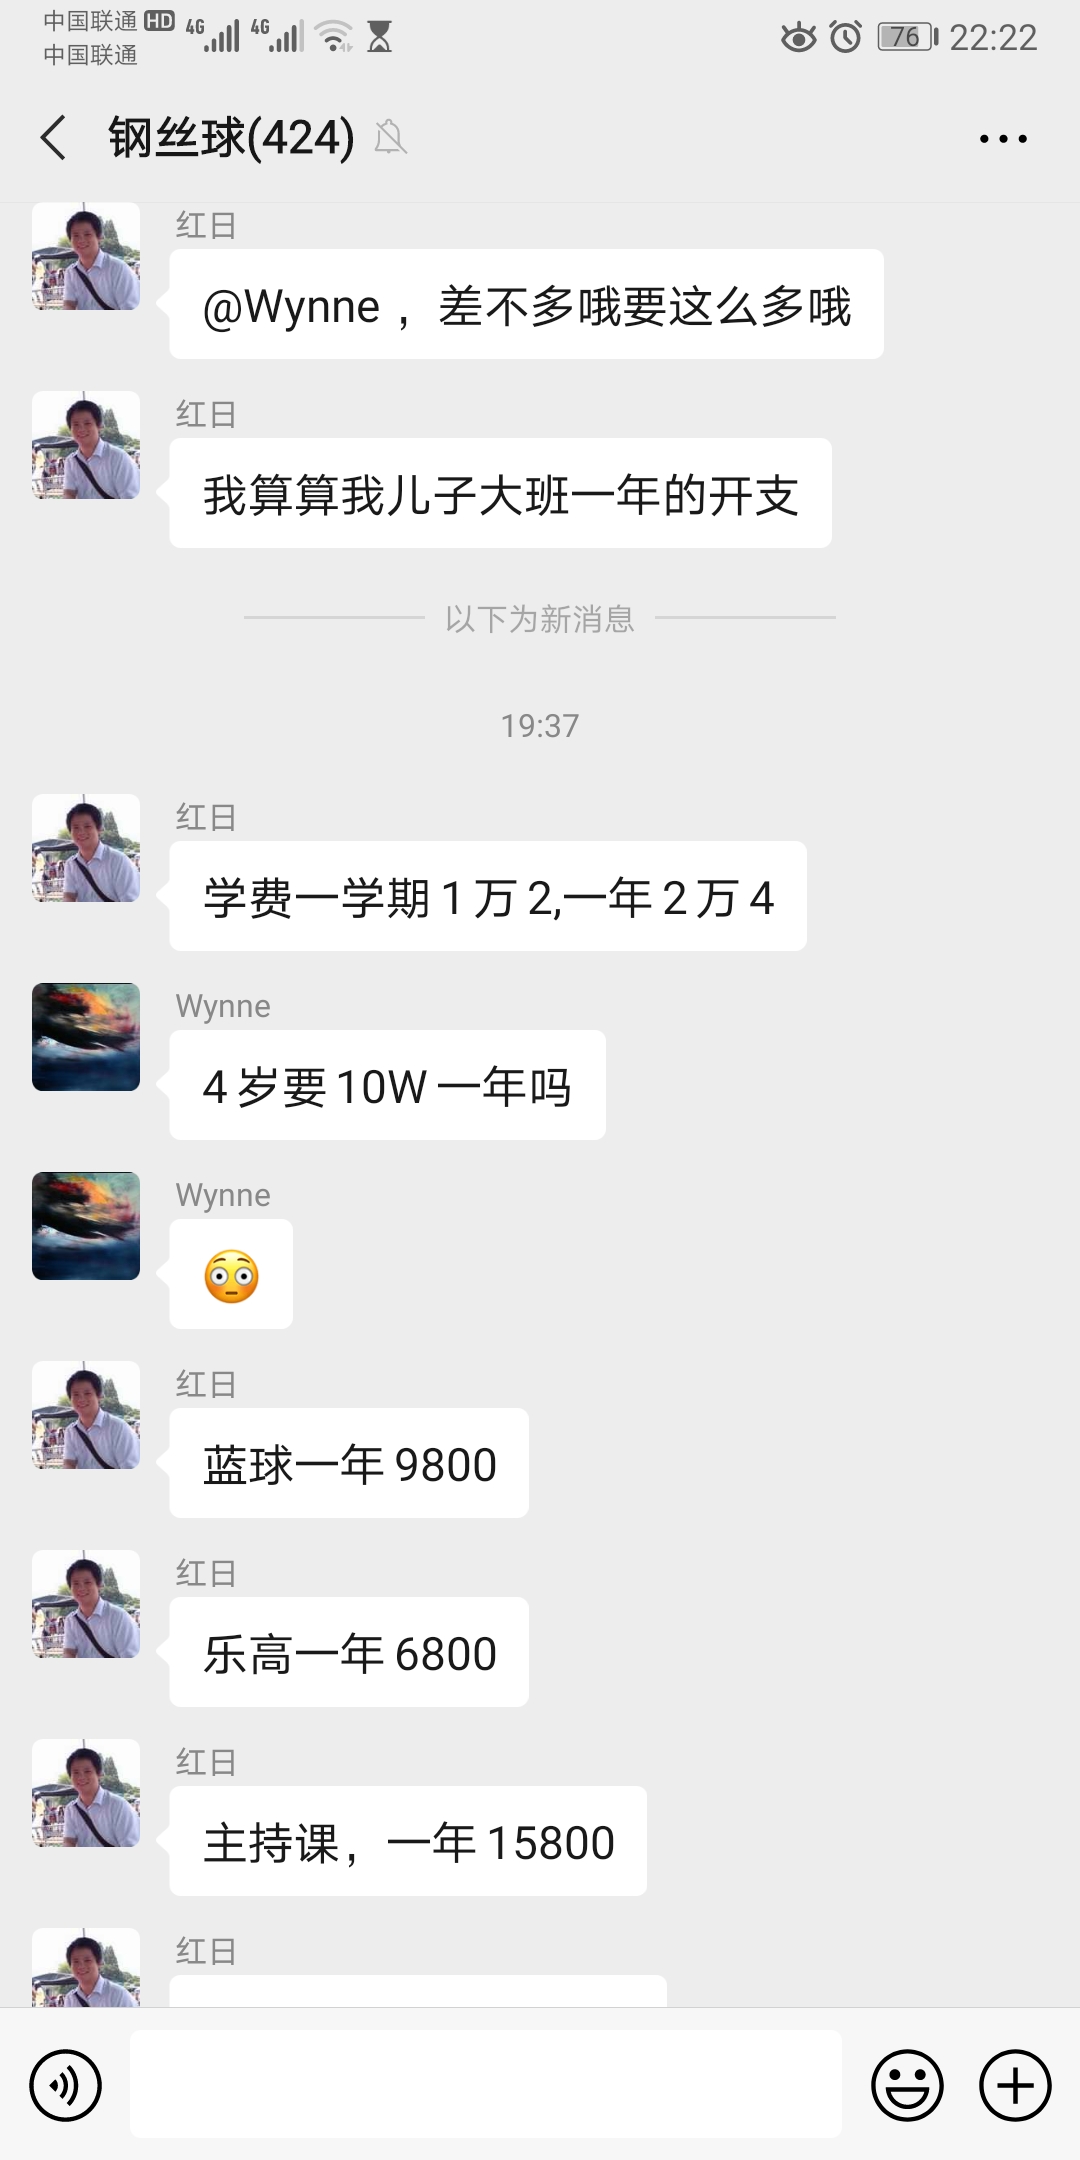 中国联通 HD 4G 4G 76 22:22
中国联通
钢丝球(424)
红日
@Wynne ，差不多哦要这么多哦
红日
我算算我儿子大班一年的开支
以下为新消息
19:37
红日
学费一学期1万2,一年2万4
Wynne
4岁要10W一年吗
Wynne
😳
红日
蓝球一年9800
红日
乐高一年6800
红日
主持课，一年15800
红日